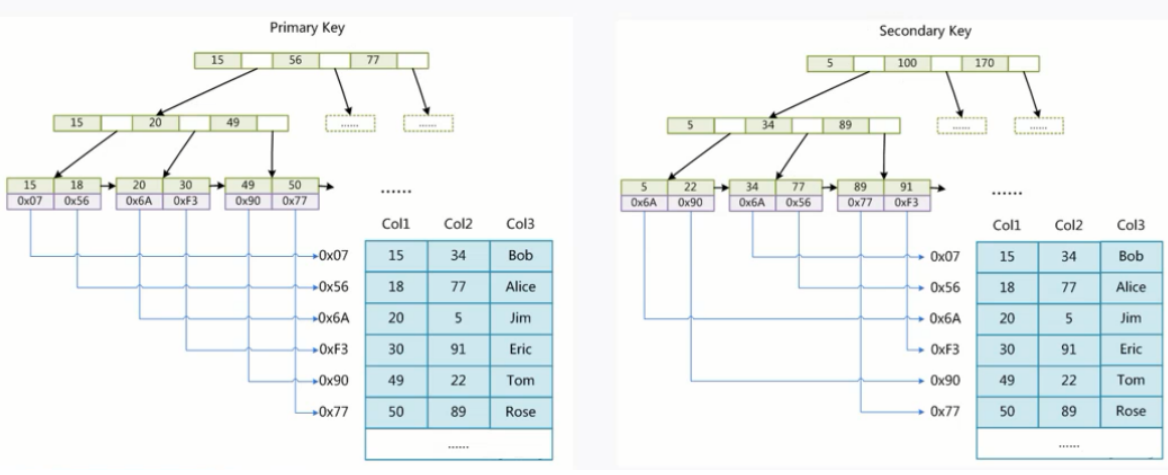 Primary Key
15 56 77
15 20 49
...... ......
15 18 20 30 49 50
0x07 0x56 0x6A 0xF3 0x90 0x77
......
Col1 Col2 Col3
0x07 15 34 Bob
0x56 18 77 Alice
0x6A 20 5 Jim
0xF3 30 91 Eric
0x90 49 22 Tom
0x77 50 89 Rose
......
Secondary Key
5 100 170
5 34 89
...... ......
5 22 34 77 89 91
0x6A 0x90 0x6A 0x56 0x77 0xF3
......
Col1 Col2 Col3
0x07 15 34 Bob
0x56 18 77 Alice
0x6A 20 5 Jim
0xF3 30 91 Eric
0x90 49 22 Tom
0x77 50 89 Rose
......